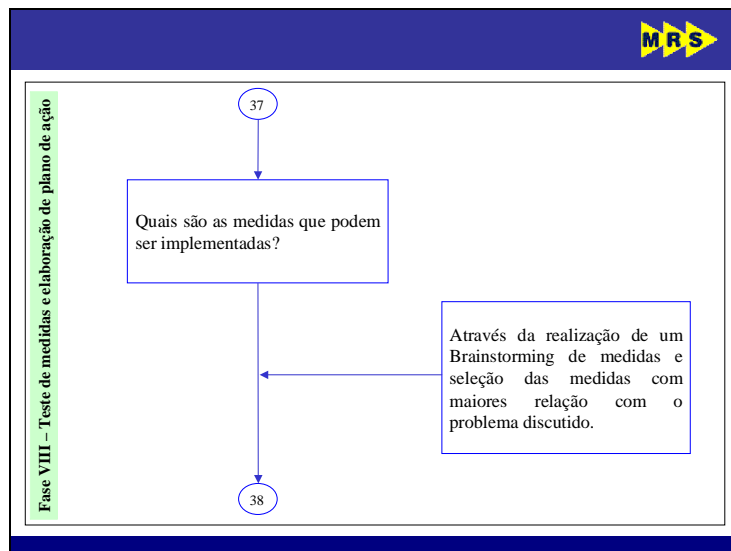 MRS
Fase VIII – Teste de medidas e elaboração de plano de ação
37
Quais são as medidas que podem
ser implementadas?
Através da realização de um
Brainstorming de medidas e
seleção das medidas com
maiores relação com o
problema discutido.
38